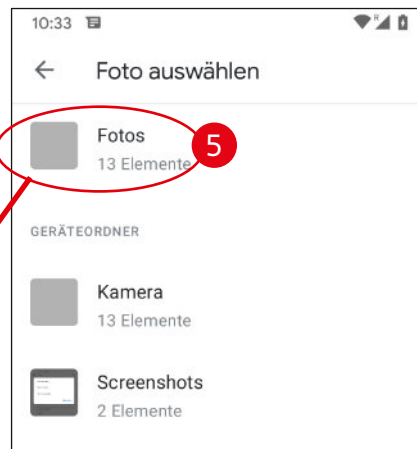 10:33
R
Foto auswählen
Fotos
5
13 Elemente
GERÄTEORDNER
Kamera
13 Elemente
Screenshots
2 Elemente